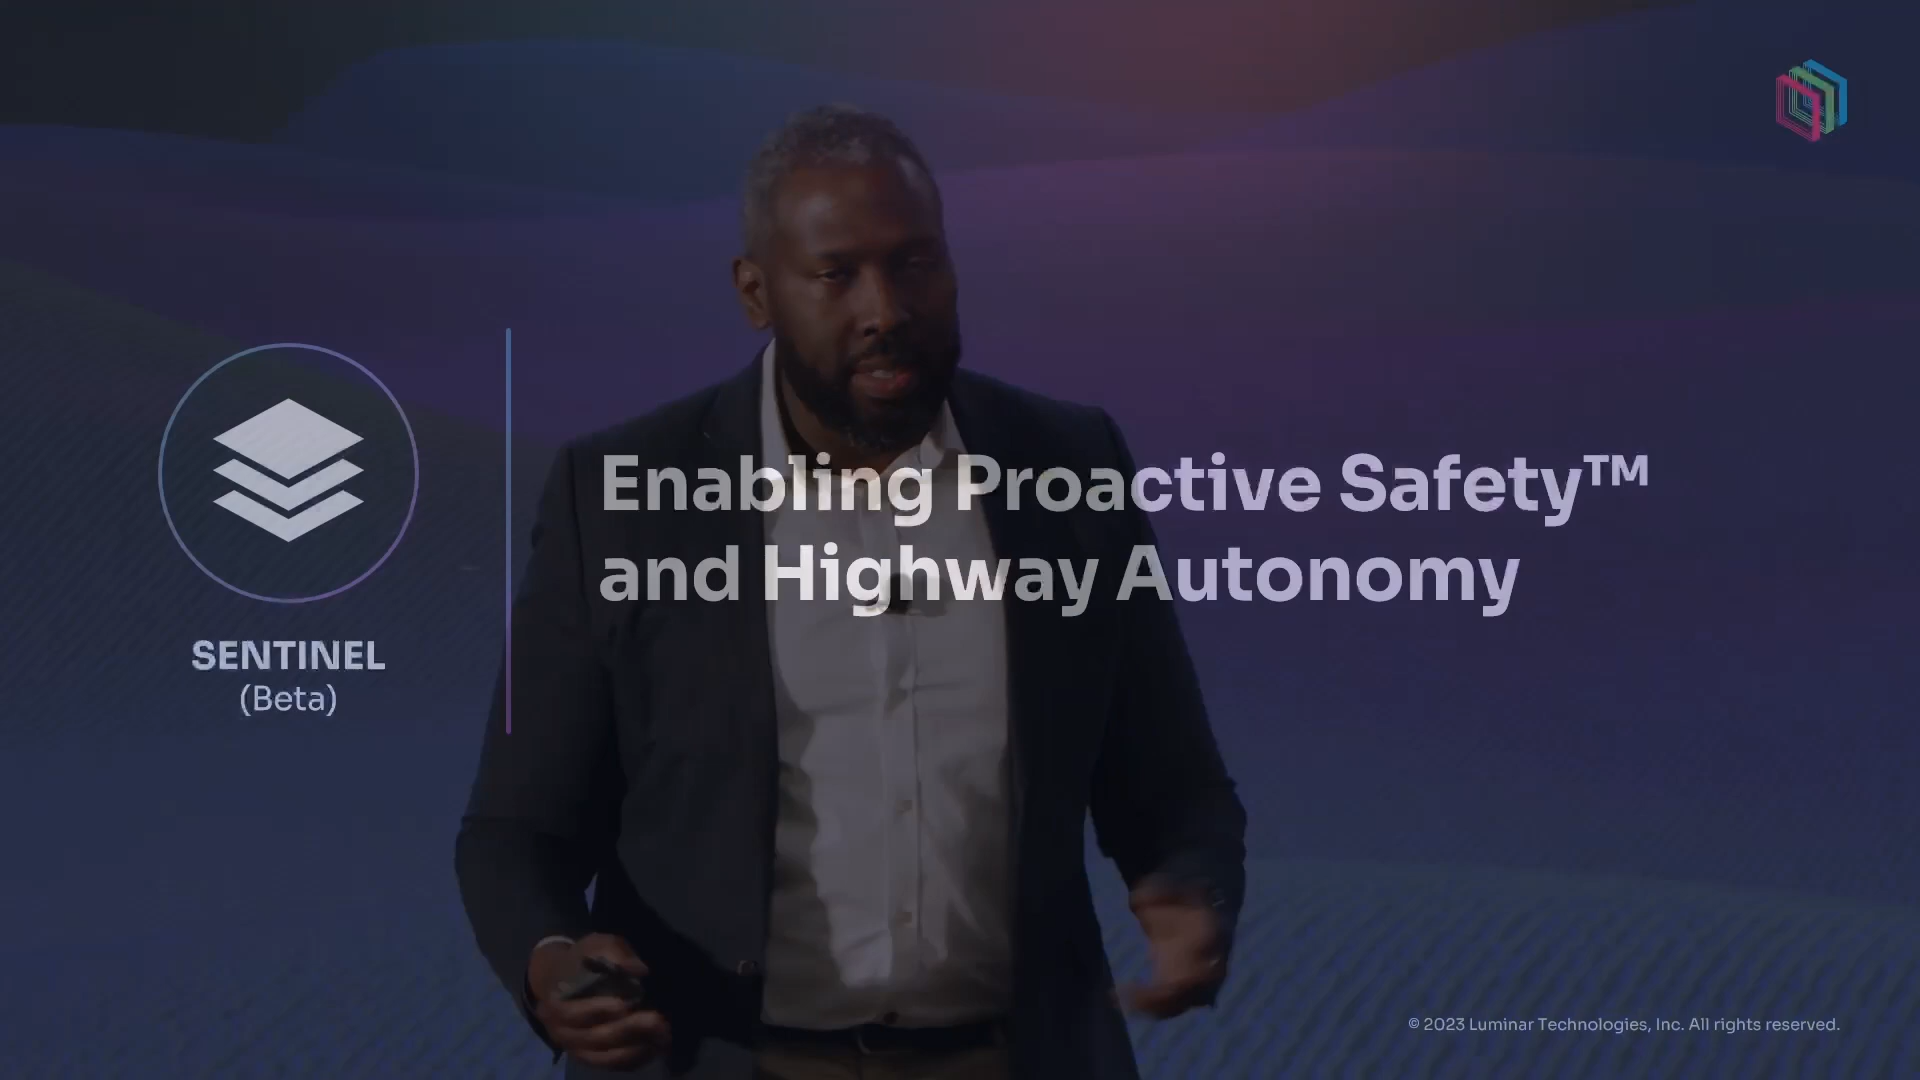 SENTINEL
(Beta)
Enabling Proactive Safety™
and Highway Autonomy
© 2023 Luminar Technologies, Inc. All rights reserved.